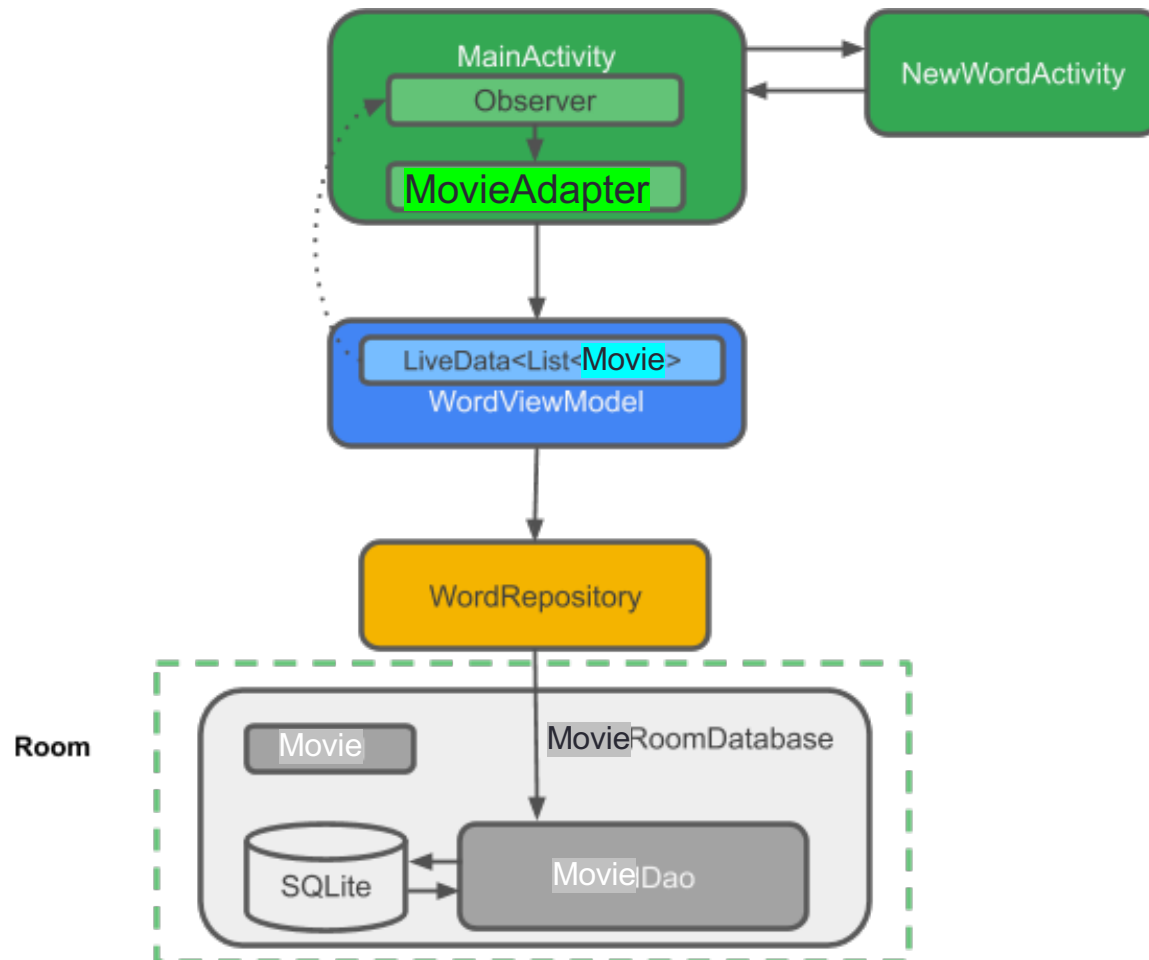 MainActivity
NewWordActivity
Observer
MovieAdapter
LiveData<List<Movie>
WordViewModel
WordRepository
Room
Movie
MovieRoomDatabase
SQLite
MovieDao